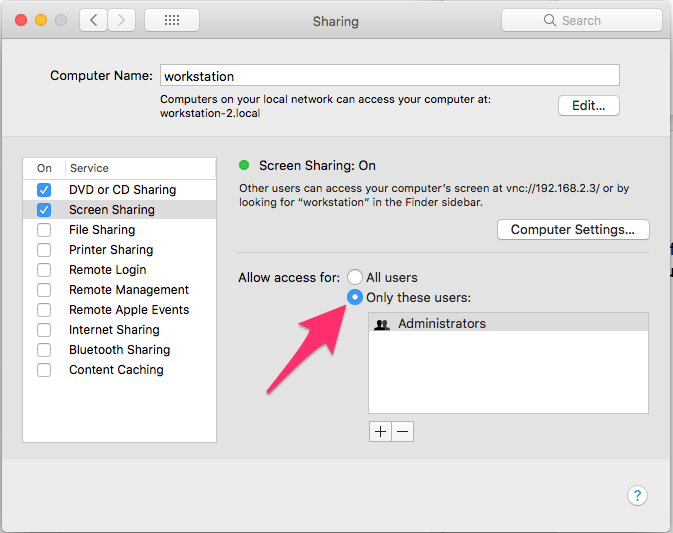 Sharing
Search
Computer Name:
workstation
Computers on your local network can access your computer at:
workstation-2.local
Edit...
On Service
DVD or CD Sharing
Screen Sharing
File Sharing
Printer Sharing
Remote Login
Remote Management
Remote Apple Events
Internet Sharing
Bluetooth Sharing
Content Caching
Screen Sharing: On
Other users can access your computer’s screen at vnc://192.168.2.3/ or by
looking for “workstation” in the Finder sidebar.
Computer Settings...
Allow access for:
All users
Only these users:
Administrators
+ −
?